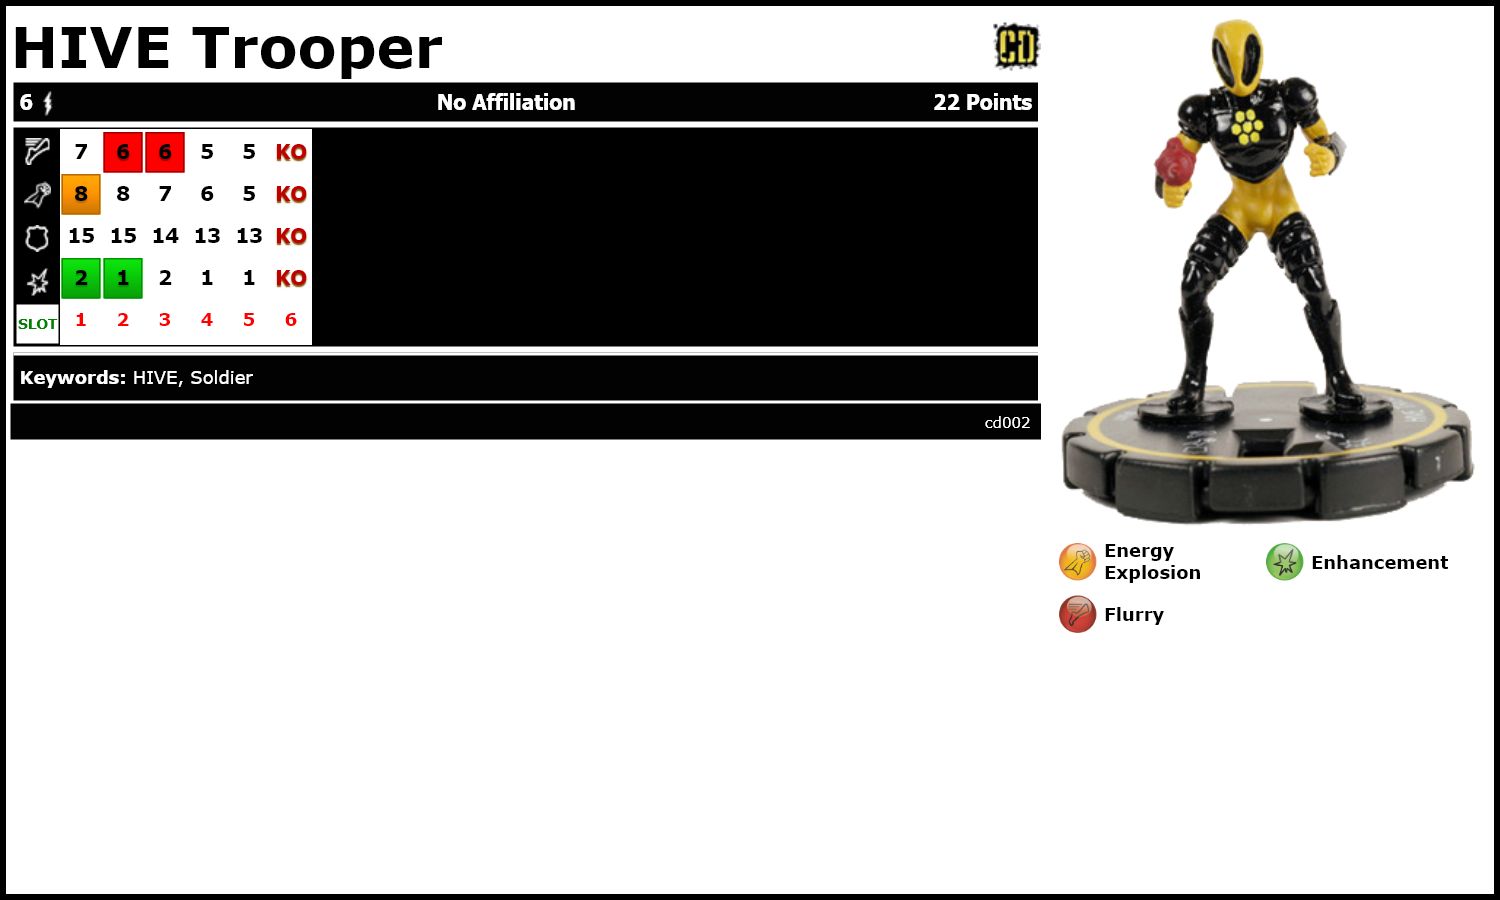 HIVE Trooper
CD
6 No Affiliation 22 Points
7 6 6 5 5 KO
8 8 7 6 5 KO
15 15 14 13 13 KO
2 1 2 1 1 KO
SLOT 1 2 3 4 5 6
Keywords: HIVE, Soldier
cd002
Energy
Explosion
Enhancement
Flurry